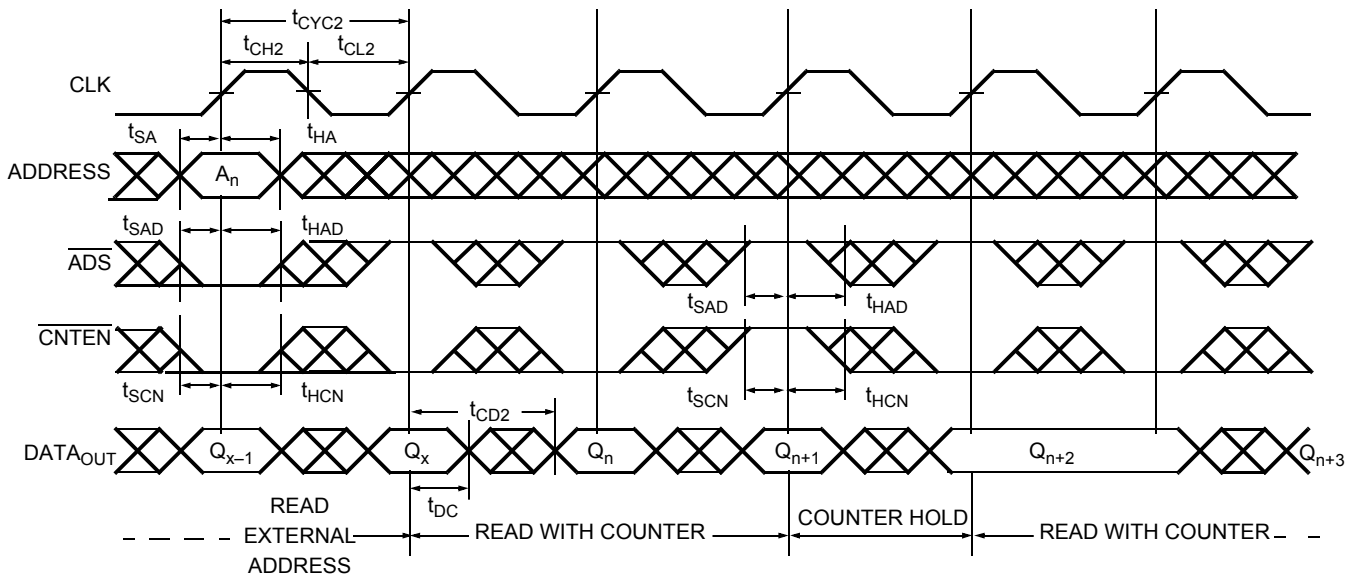 tCYC2
tCH2 tCL2
CLK
tSA tHA
ADDRESS An
tSAD tHAD
ADS
tSAD tHAD
CNTEN
tSCN tHCN tSCN tHCN
tCD2
DATAOUT Qx–1 Qx Qn Qn+1 Qn+2 Qn+3
tDC
READ EXTERNAL ADDRESS
READ WITH COUNTER
COUNTER HOLD
READ WITH COUNTER